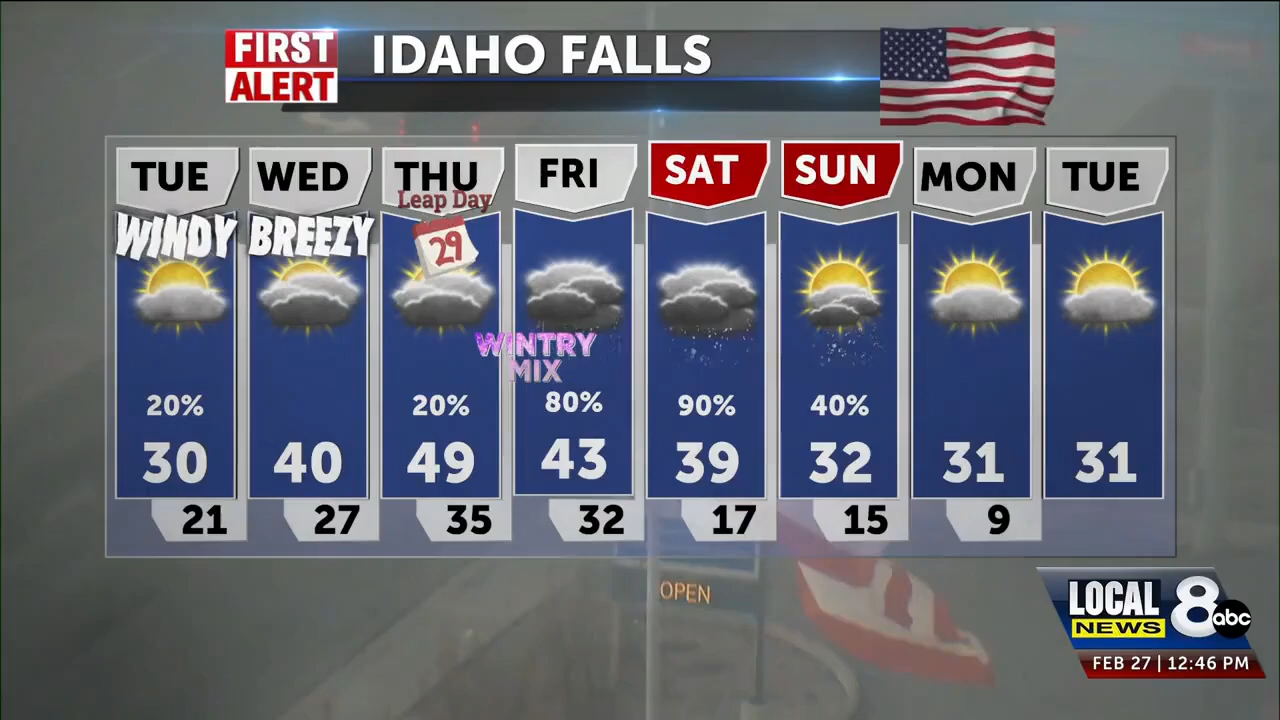 FIRST
ALERT
IDAHO FALLS
TUE WED THU FRI SAT SUN MON TUE
Leap Day
WINDY BREEZY
29
WINTRY
MIX
20% 20% 80% 90% 40%
30 40 49 43 39 32 31 31
21 27 35 32 17 15 9
OPEN
LOCAL 8 abc
NEWS
FEB 27 | 12:46 PM